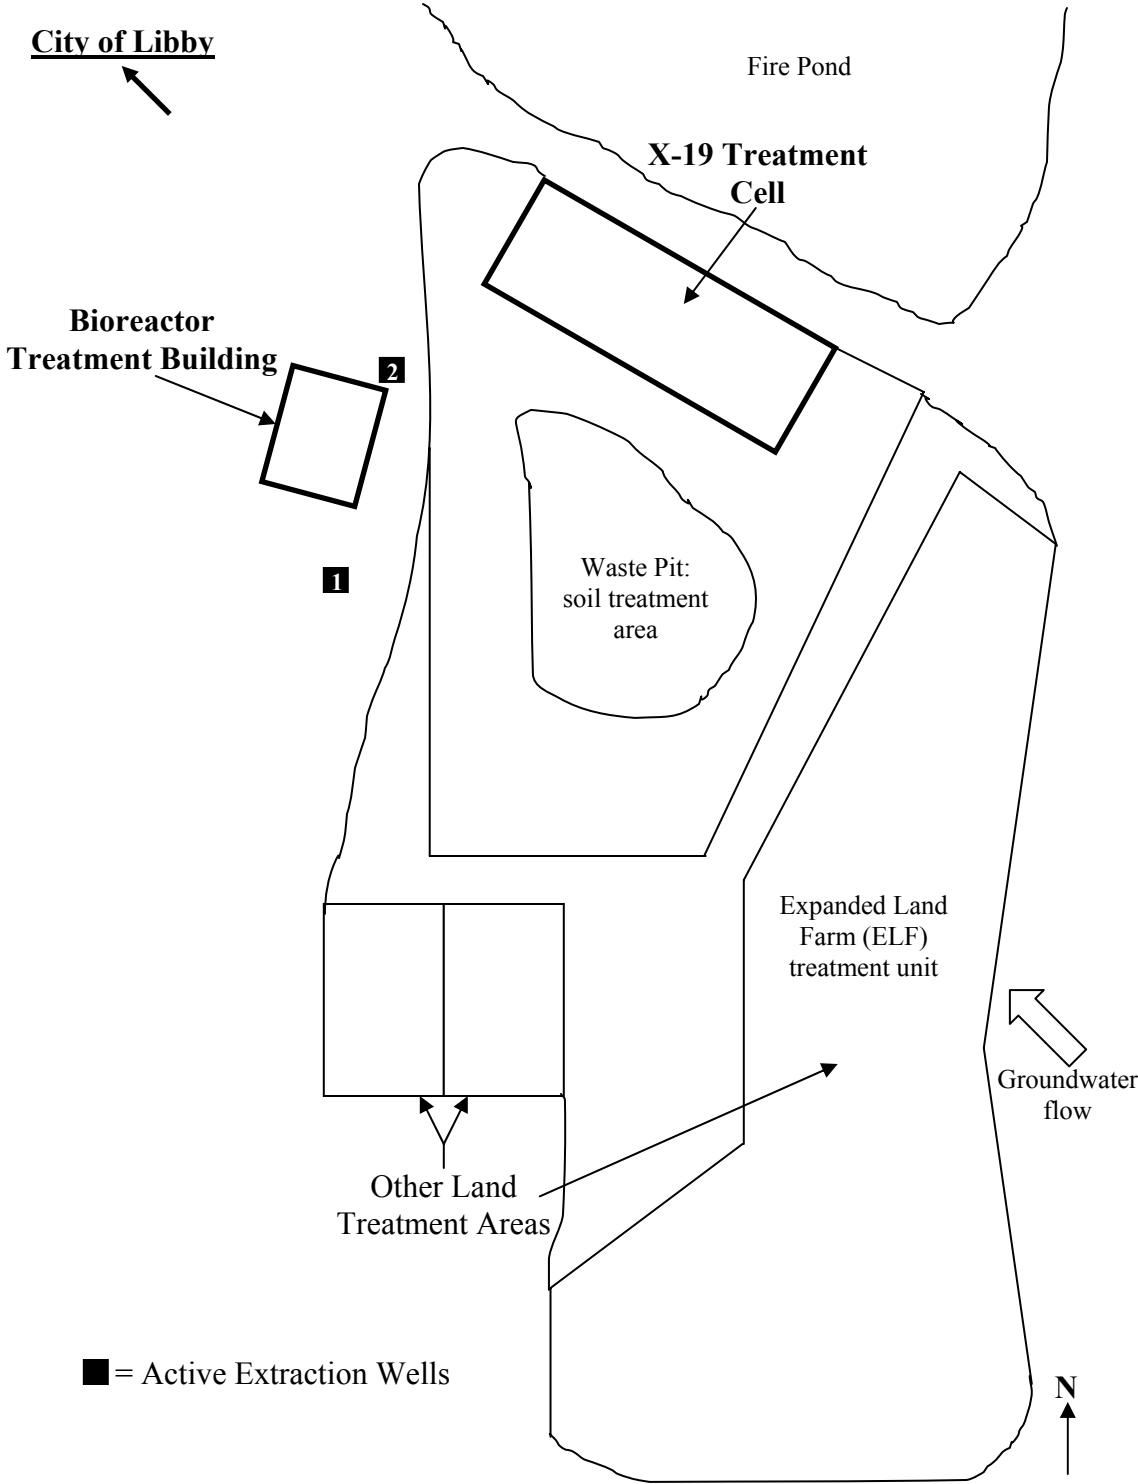 City of Libby
Fire Pond
X-19 Treatment
Cell
Bioreactor
Treatment Building
2
1
Waste Pit:
soil treatment
area
Expanded Land
Farm (ELF)
treatment unit
Groundwater
flow
Other Land
Treatment Areas
= Active Extraction Wells
N